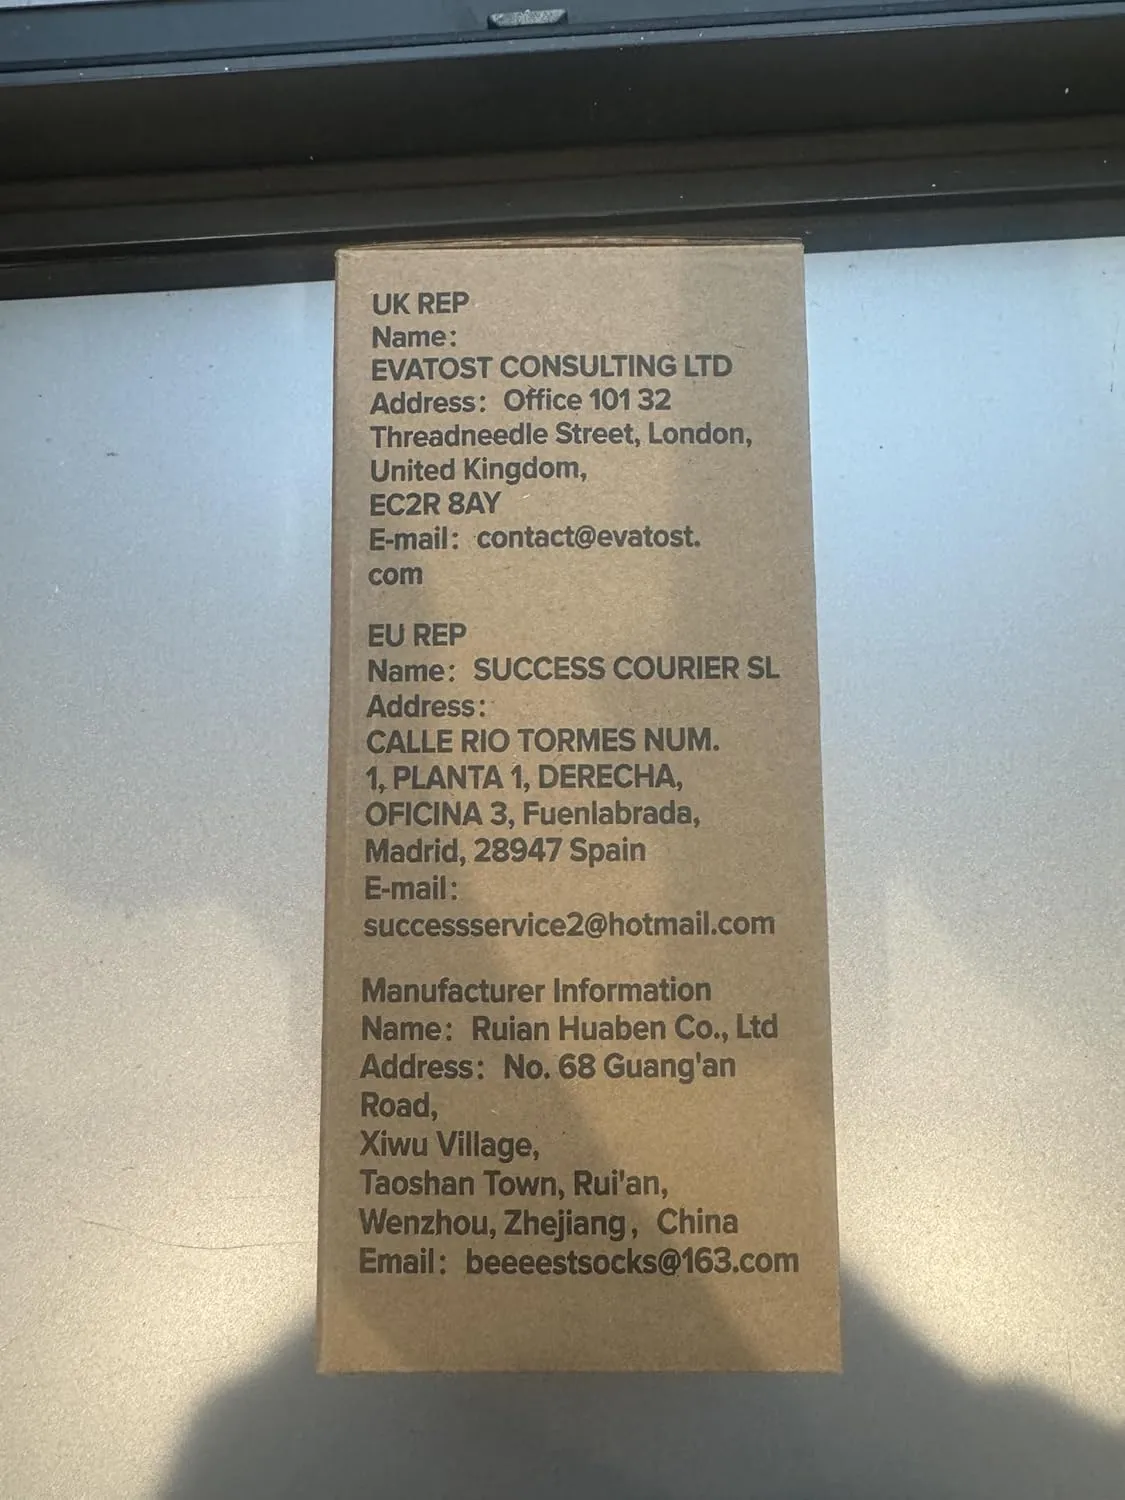 UK REP
Name:
EVATOST CONSULTING LTD
Address: Office 101 32
Threadneedle Street, London,
United Kingdom,
EC2R 8AY
E-mail: contact@evatost.
com
EU REP
Name: SUCCESS COURIER SL
Address:
CALLE RIO TORMES NUM.
1, PLANTA 1, DERECHA,
OFICINA 3, Fuenlabrada,
Madrid, 28947 Spain
E-mail:
successservice2@hotmail.com
Manufacturer Information
Name: Ruian Huaben Co., Ltd
Address: No. 68 Guang'an
Road,
Xiwu Village,
Taoshan Town, Rui'an,
Wenzhou, Zhejiang, China
Email: beeeestsocks@163.com